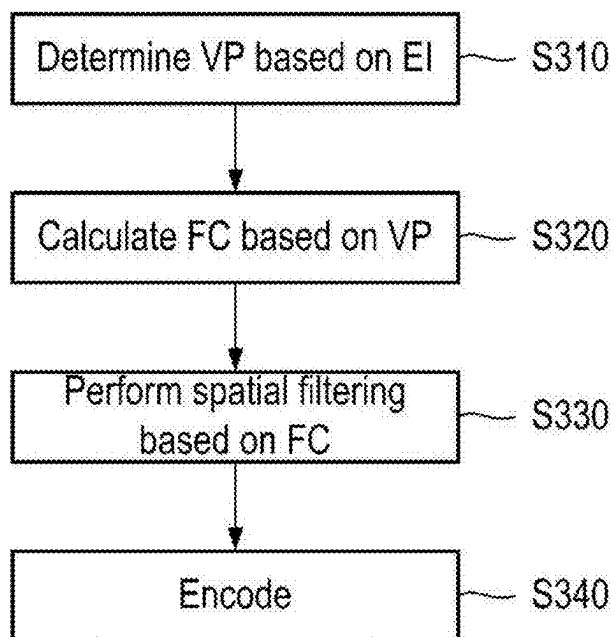 Determine VP based on EI
S310
Calculate FC based on VP
S320
Perform spatial filtering
based on FC
S330
Encode
S340